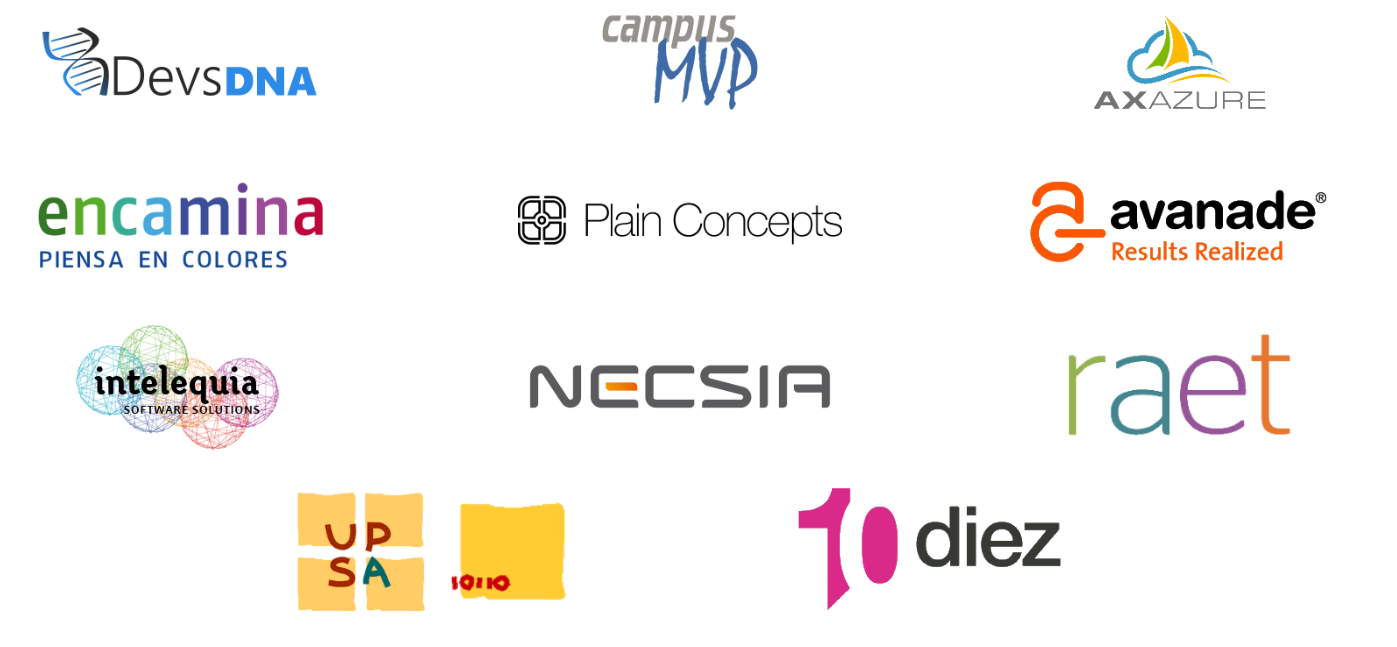 DevsDNA
campus
MVP
AXAZURE
encamina
PIENSA EN COLORES
Plain Concepts
avanade®
Results Realized
intelequia
SOFTWARE SOLUTIONS
NECSIA
raet
UP
SA
10110
10 diez